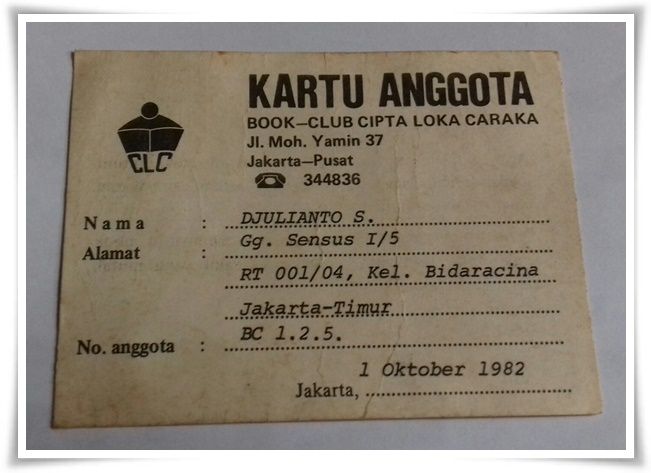 CLC
KARTU ANGGOTA
BOOK–CLUB CIPTA LOKA CARAKA
Jl. Moh. Yamin 37
Jakarta–Pusat
☎ 344836
Nama : DJULIANTO S.
Alamat : Gg. Sensus I/5
RT 001/04, Kel. Bidaracina
Jakarta-Timur
No. anggota : BC 1.2.5.
1 Oktober 1982
Jakarta, ........................................